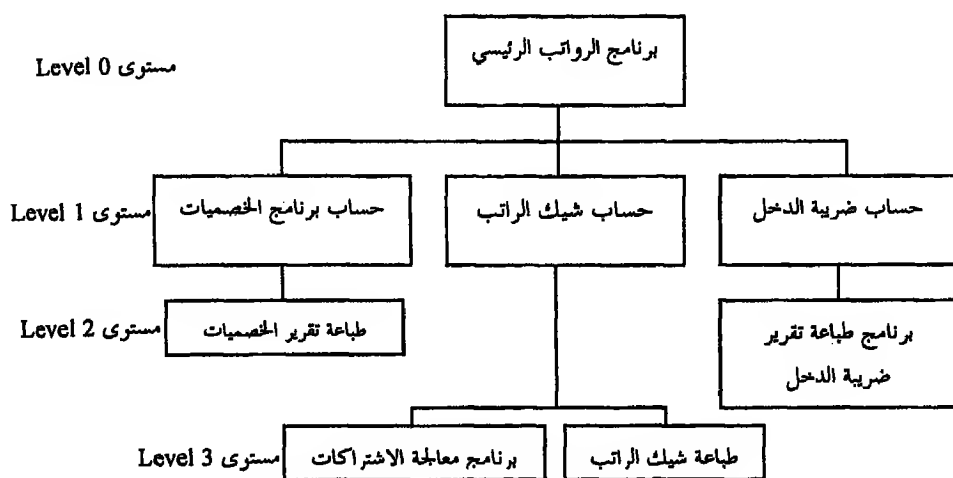 برنامج الرواتب الرئيسي
مستوى Level 0
حساب ضريبة الدخل
حساب شيك الراتب
حساب برنامج الخصميات
مستوى Level 1
برنامج طباعة تقرير
ضريبة الدخل
طباعة تقرير الخصميات
مستوى Level 2
طباعة شيك الراتب
برنامج معالجة الاشتراكات
مستوى Level 3